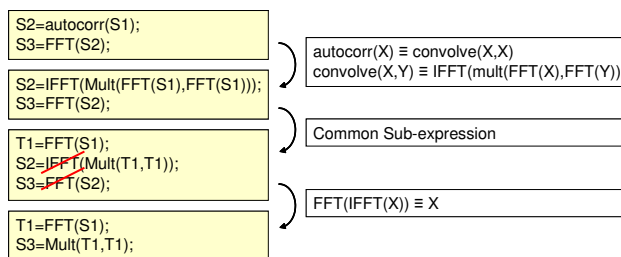 S2=autocorr(S1);
S3=FFT(S2);
autocorr(X) ≡ convolve(X,X)
convolve(X,Y) ≡ IFFT(mult(FFT(X),FFT(Y))
S2=IFFT(Mult(FFT(S1),FFT(S1)));
S3=FFT(S2);
Common Sub-expression
T1=FFT(S1);
S2=IFFT(Mult(T1,T1));
S3=FFT(S2);
FFT(IFFT(X)) ≡ X
T1=FFT(S1);
S3=Mult(T1,T1);